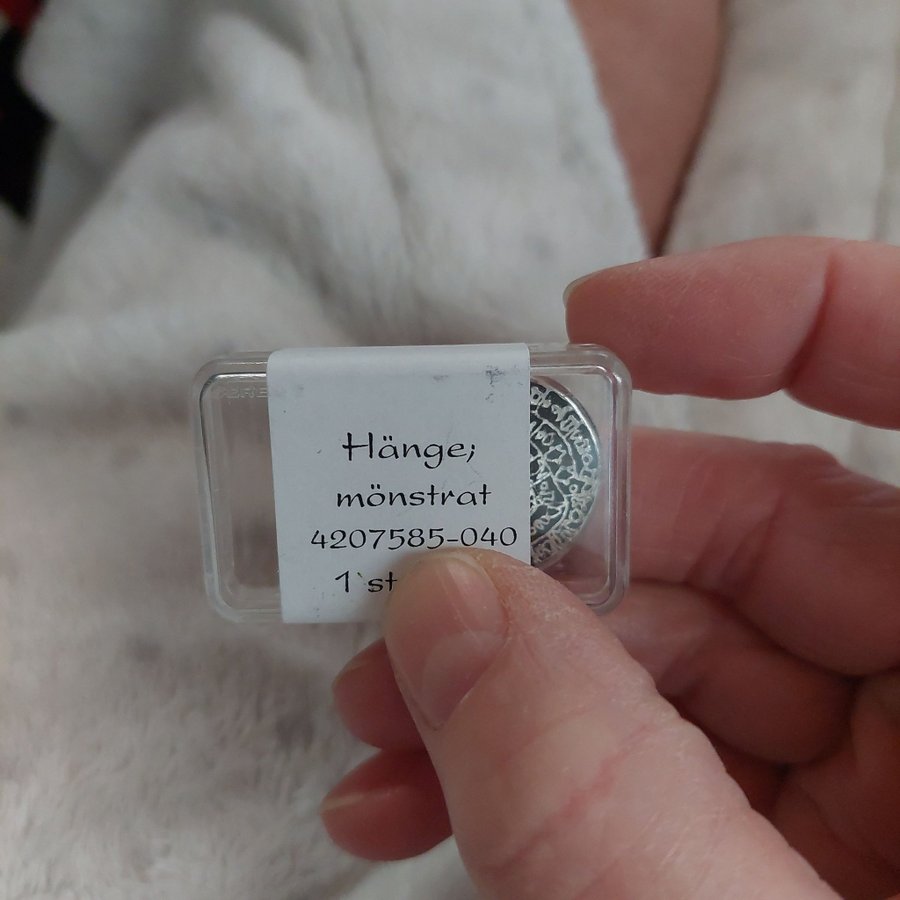 Hänge;
mönstrat
4207585-040
1 st